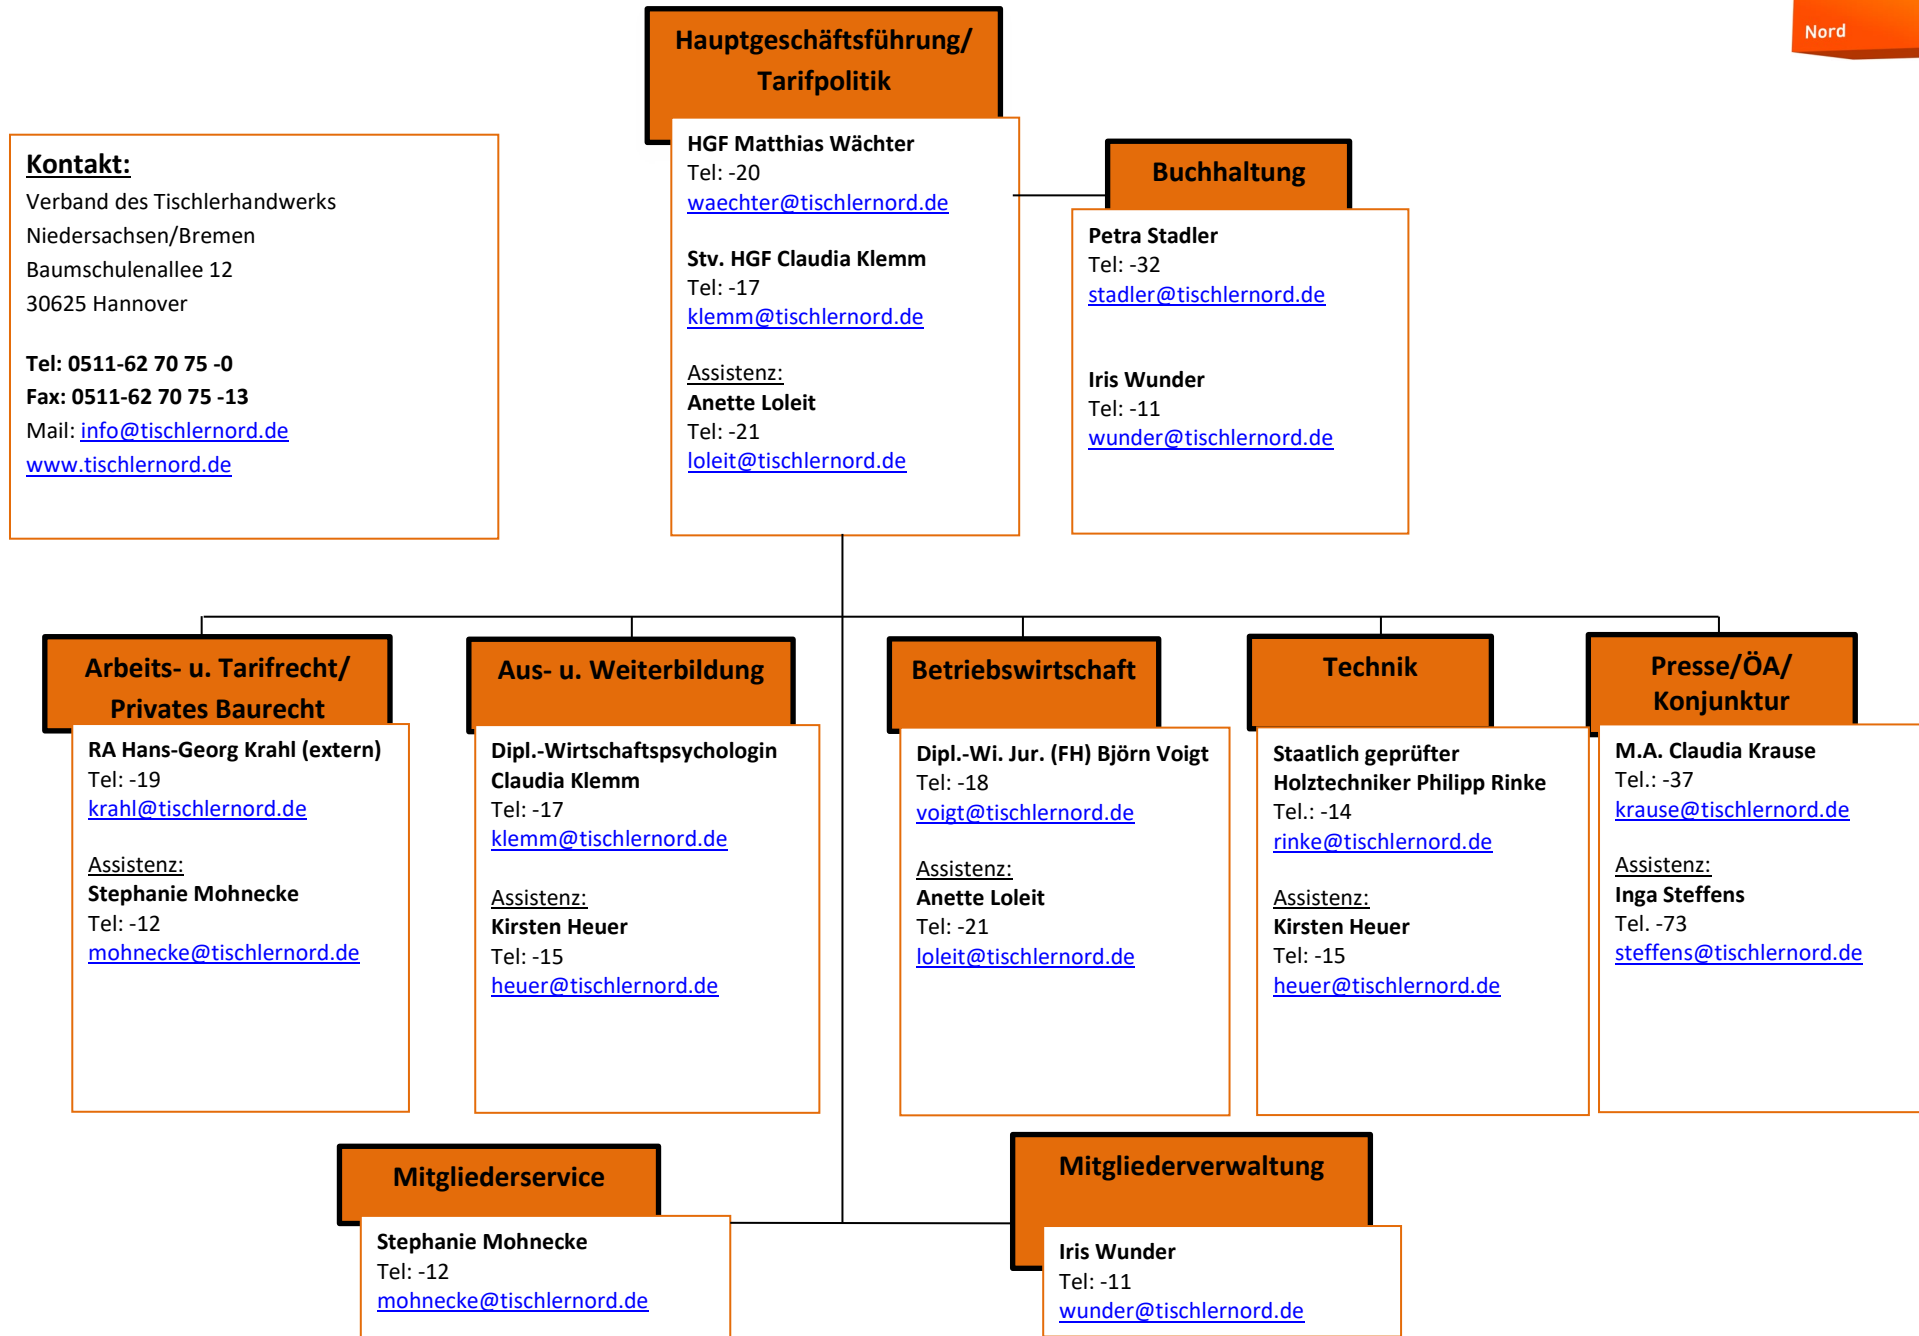 Nord
Hauptgeschäftsführung/
Tarifpolitik
HGF Matthias Wächter
Tel: -20
waechter@tischlernord.de
Stv. HGF Claudia Klemm
Tel: -17
klemm@tischlernord.de
Assistenz:
Anette Loleit
Tel: -21
loleit@tischlernord.de
Kontakt:
Verband des Tischlerhandwerks
Niedersachsen/Bremen
Baumschulenallee 12
30625 Hannover
Tel: 0511-62 70 75 -0
Fax: 0511-62 70 75 -13
Mail: info@tischlernord.de
www.tischlernord.de
Buchhaltung
Petra Stadler
Tel: -32
stadler@tischlernord.de
Iris Wunder
Tel: -11
wunder@tischlernord.de
Arbeits- u. Tarifrecht/
Privates Baurecht
RA Hans-Georg Krahl (extern)
Tel: -19
krahl@tischlernord.de
Assistenz:
Stephanie Mohnecke
Tel: -12
mohnecke@tischlernord.de
Aus- u. Weiterbildung
Dipl.-Wirtschaftspsychologin
Claudia Klemm
Tel: -17
klemm@tischlernord.de
Assistenz:
Kirsten Heuer
Tel: -15
heuer@tischlernord.de
Betriebswirtschaft
Dipl.-Wi. Jur. (FH) Björn Voigt
Tel: -18
voigt@tischlernord.de
Assistenz:
Anette Loleit
Tel: -21
loleit@tischlernord.de
Technik
Staatlich geprüfter
Holztechniker Philipp Rinke
Tel.: -14
rinke@tischlernord.de
Assistenz:
Kirsten Heuer
Tel: -15
heuer@tischlernord.de
Presse/ÖA/
Konjunktur
M.A. Claudia Krause
Tel.: -37
krause@tischlernord.de
Assistenz:
Inga Steffens
Tel. -73
steffens@tischlernord.de
Mitgliederservice
Stephanie Mohnecke
Tel: -12
mohnecke@tischlernord.de
Mitgliederverwaltung
Iris Wunder
Tel: -11
wunder@tischlernord.de